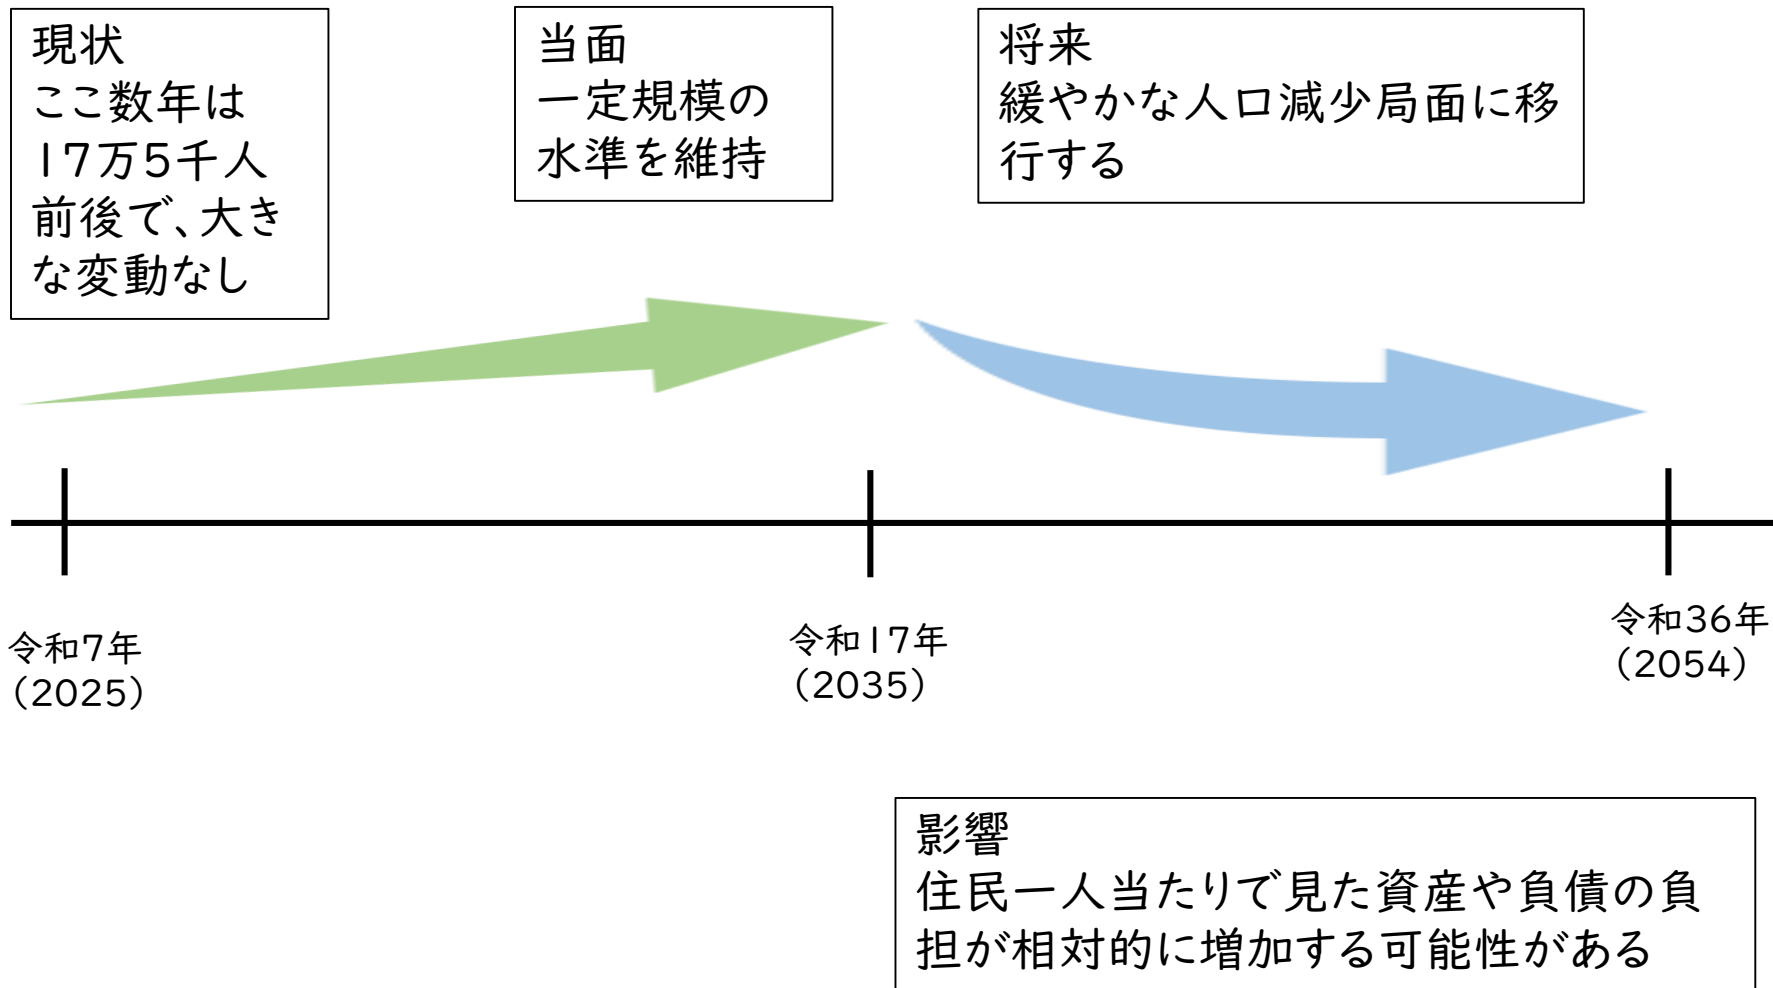 現状
ここ数年は
17万5千人
前後で、大き
な変動なし
当面
一定規模の
水準を維持
将来
緩やかな人口減少局面に移
行する
令和7年
(2025)
令和17年
(2035)
令和36年
(2054)
影響
住民一人当たりで見た資産や負債の負
担が相対的に増加する可能性がある